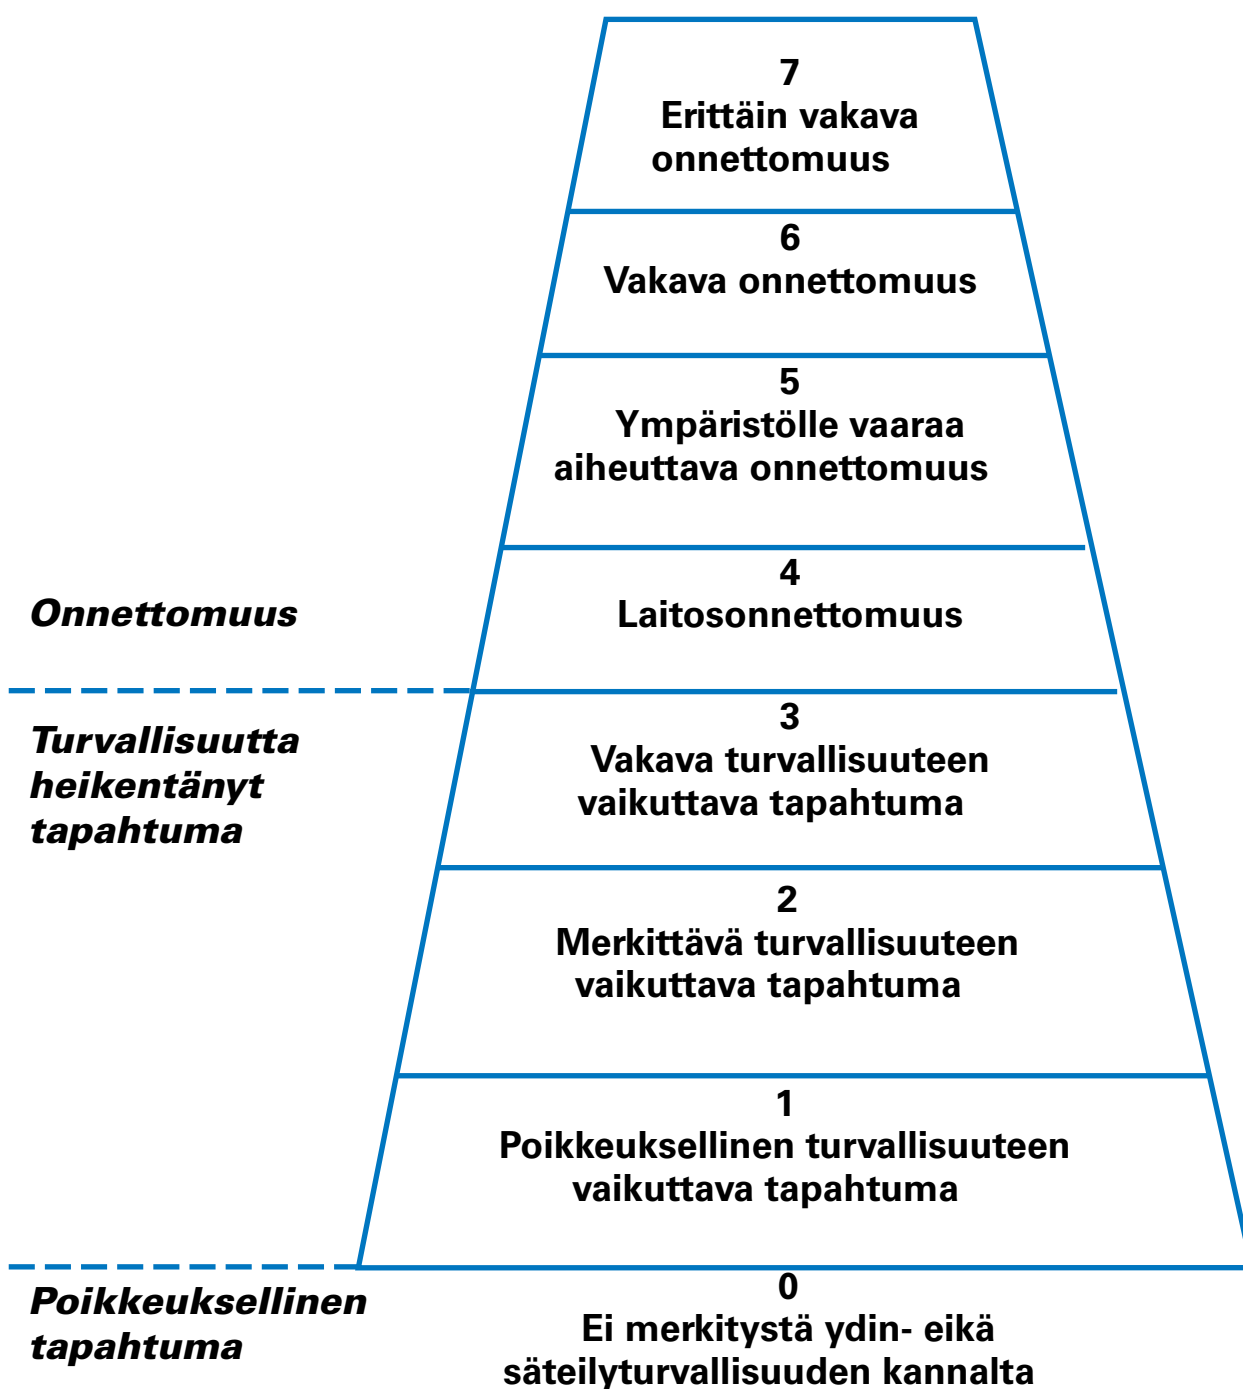 7
Erittäin vakava
onnettomuus
6
Vakava onnettomuus
5
Ympäristölle vaaraa
aiheuttava onnettomuus
4
Laitosonnettomuus
Onnettomuus
3
Vakava turvallisuuteen
vaikuttava tapahtuma
Turvallisuutta
heikentänyt
tapahtuma
2
Merkittävä turvallisuuteen
vaikuttava tapahtuma
1
Poikkeuksellinen turvallisuuteen
vaikuttava tapahtuma
0
Ei merkitystä ydin- eikä
säteilyturvallisuuden kannalta
Poikkeuksellinen
tapahtuma